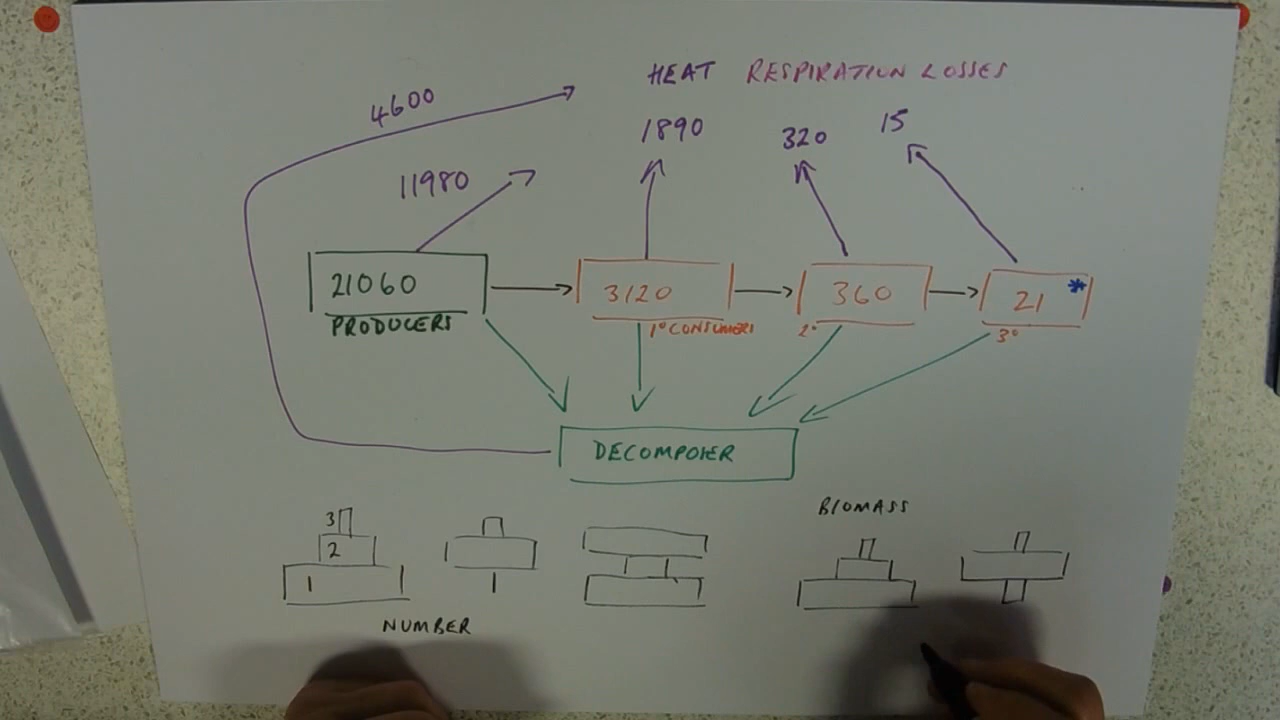 HEAT RESPIRATION LOSSES
4600
11980
1890
320
15
21060
3120
360
21 *
PRODUCERS
1° CONSUMERS
2°
3°
DECOMPOSER
BIOMASS
3
2
1
NUMBER